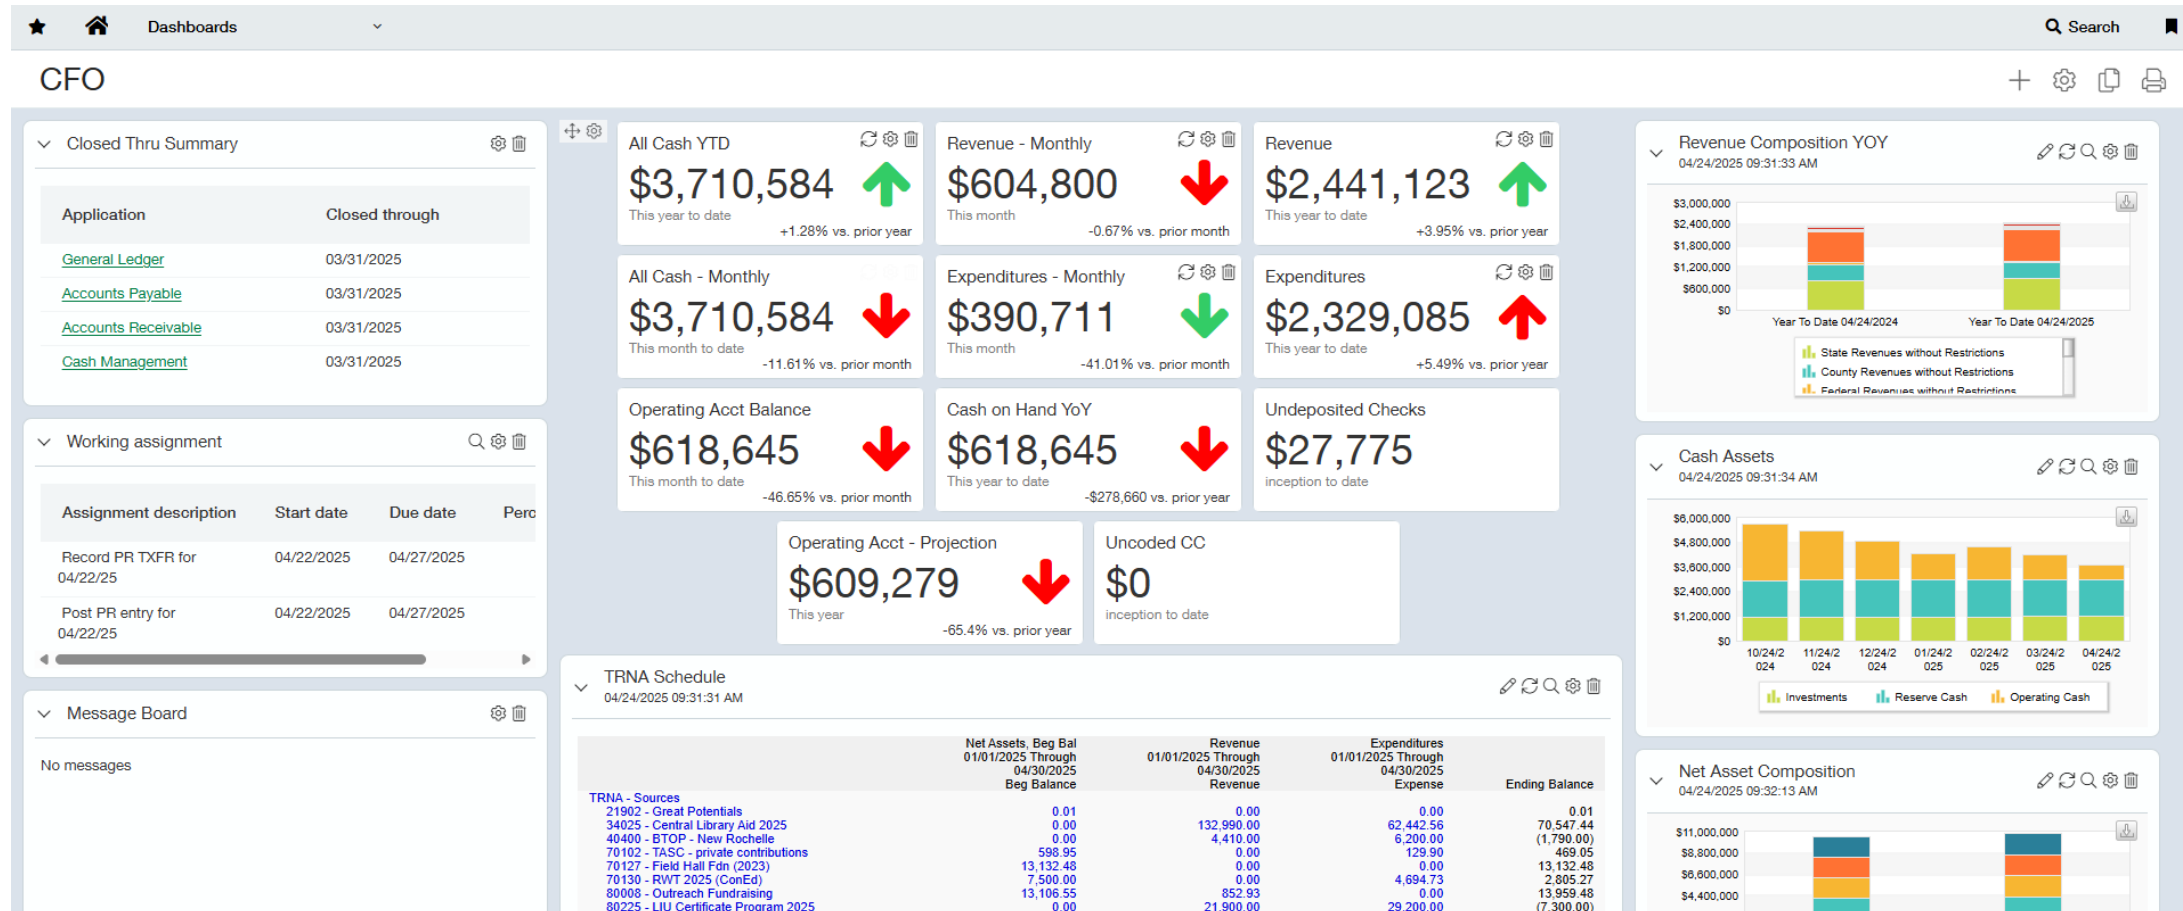 Dashboards
Search
CFO
Closed Thru Summary
Application Closed through
General Ledger 03/31/2025
Accounts Payable 03/31/2025
Accounts Receivable 03/31/2025
Cash Management 03/31/2025
Working assignment
Assignment description Start date Due date Perc
Record PR TXFR for 04/22/2025 04/27/2025
04/22/25
Post PR entry for 04/22/2025 04/27/2025
04/22/25
Message Board
No messages
All Cash YTD
$3,710,584
This year to date
+1.28% vs. prior year
Revenue - Monthly
$604,800
This month
-0.67% vs. prior month
Revenue
$2,441,123
This year to date
+3.95% vs. prior year
All Cash - Monthly
$3,710,584
This month to date
-11.61% vs. prior month
Expenditures - Monthly
$390,711
This month
-41.01% vs. prior month
Expenditures
$2,329,085
This year to date
+5.49% vs. prior year
Operating Acct Balance
$618,645
This month to date
-46.65% vs. prior month
Cash on Hand YoY
$618,645
This year to date
-$278,660 vs. prior year
Undeposited Checks
$27,775
inception to date
Operating Acct - Projection
$609,279
This year
-65.4% vs. prior year
Uncoded CC
$0
inception to date
TRNA Schedule
04/24/2025 09:31:31 AM
Net Assets, Beg Bal Revenue Expenditures
01/01/2025 Through 01/01/2025 Through 01/01/2025 Through
04/30/2025 04/30/2025 04/30/2025
Beg Balance Revenue Expense Ending Balance
TRNA - Sources
21902 - Great Potentials 0.01 0.00 0.00 0.01
34025 - Central Library Aid 2025 0.00 132,990.00 62,442.56 70,547.44
40400 - BTOP - New Rochelle 0.00 4,410.00 6,200.00 (1,790.00)
70102 - TASC - private contributions 598.95 0.00 129.90 469.05
70127 - Field Hall Fdn (2023) 13,132.48 0.00 0.00 13,132.48
70130 - RWT 2025 (ConEd) 7,500.00 0.00 4,694.73 2,805.27
80008 - Outreach Fundraising 13,106.55 852.93 0.00 13,959.48
80225 - LIU Certificate Program 2025 0.00 21,900.00 29,200.00 (7,300.00)
Revenue Composition YOY
04/24/2025 09:31:33 AM
$3,000,000
$2,400,000
$1,800,000
$1,200,000
$600,000
$0
Year To Date 04/24/2024 Year To Date 04/24/2025
State Revenues without Restrictions
County Revenues without Restrictions
Federal Revenues without Restrictions
Cash Assets
04/24/2025 09:31:34 AM
$6,000,000
$4,800,000
$3,600,000
$2,400,000
$1,200,000
$0
10/24/2 11/24/2 12/24/2 01/24/2 02/24/2 03/24/2 04/24/2
024 024 024 025 025 025 025
Investments Reserve Cash Operating Cash
Net Asset Composition
04/24/2025 09:32:13 AM
$11,000,000
$8,800,000
$6,600,000
$4,400,000